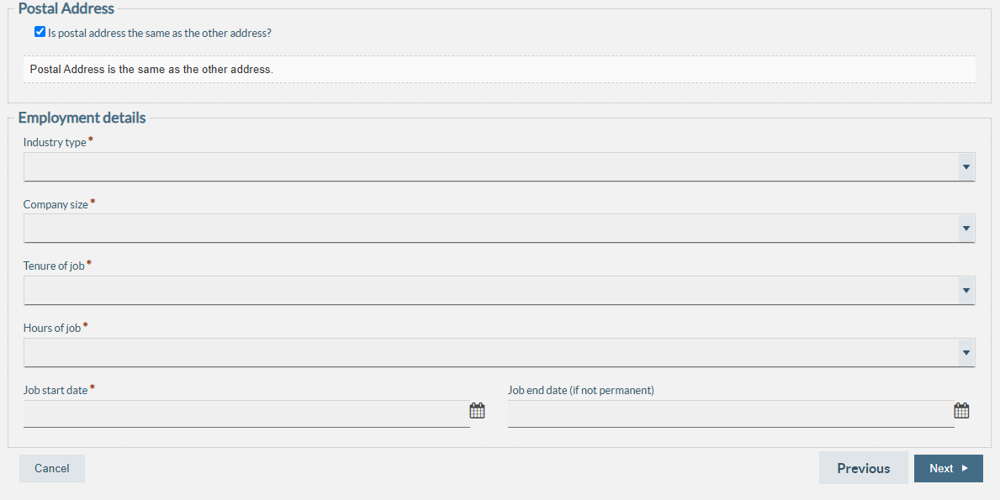 Postal Address
Is postal address the same as the other address?
Postal Address is the same as the other address.
Employment details
Industry type *
Company size *
Tenure of job *
Hours of job *
Job start date * Job end date (if not permanent)
Cancel Previous Next